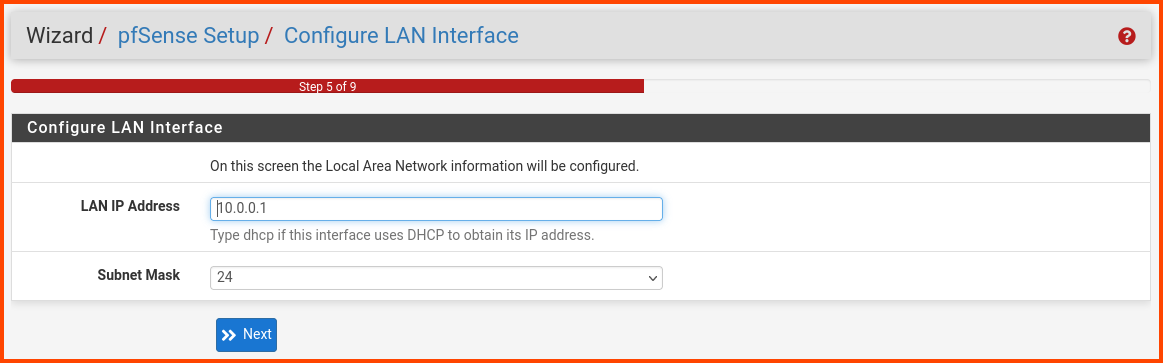 Wizard / pfSense Setup / Configure LAN Interface
Step 5 of 9
Configure LAN Interface
On this screen the Local Area Network information will be configured.
LAN IP Address
10.0.0.1
Type dhcp if this interface uses DHCP to obtain its IP address.
Subnet Mask
24
Next